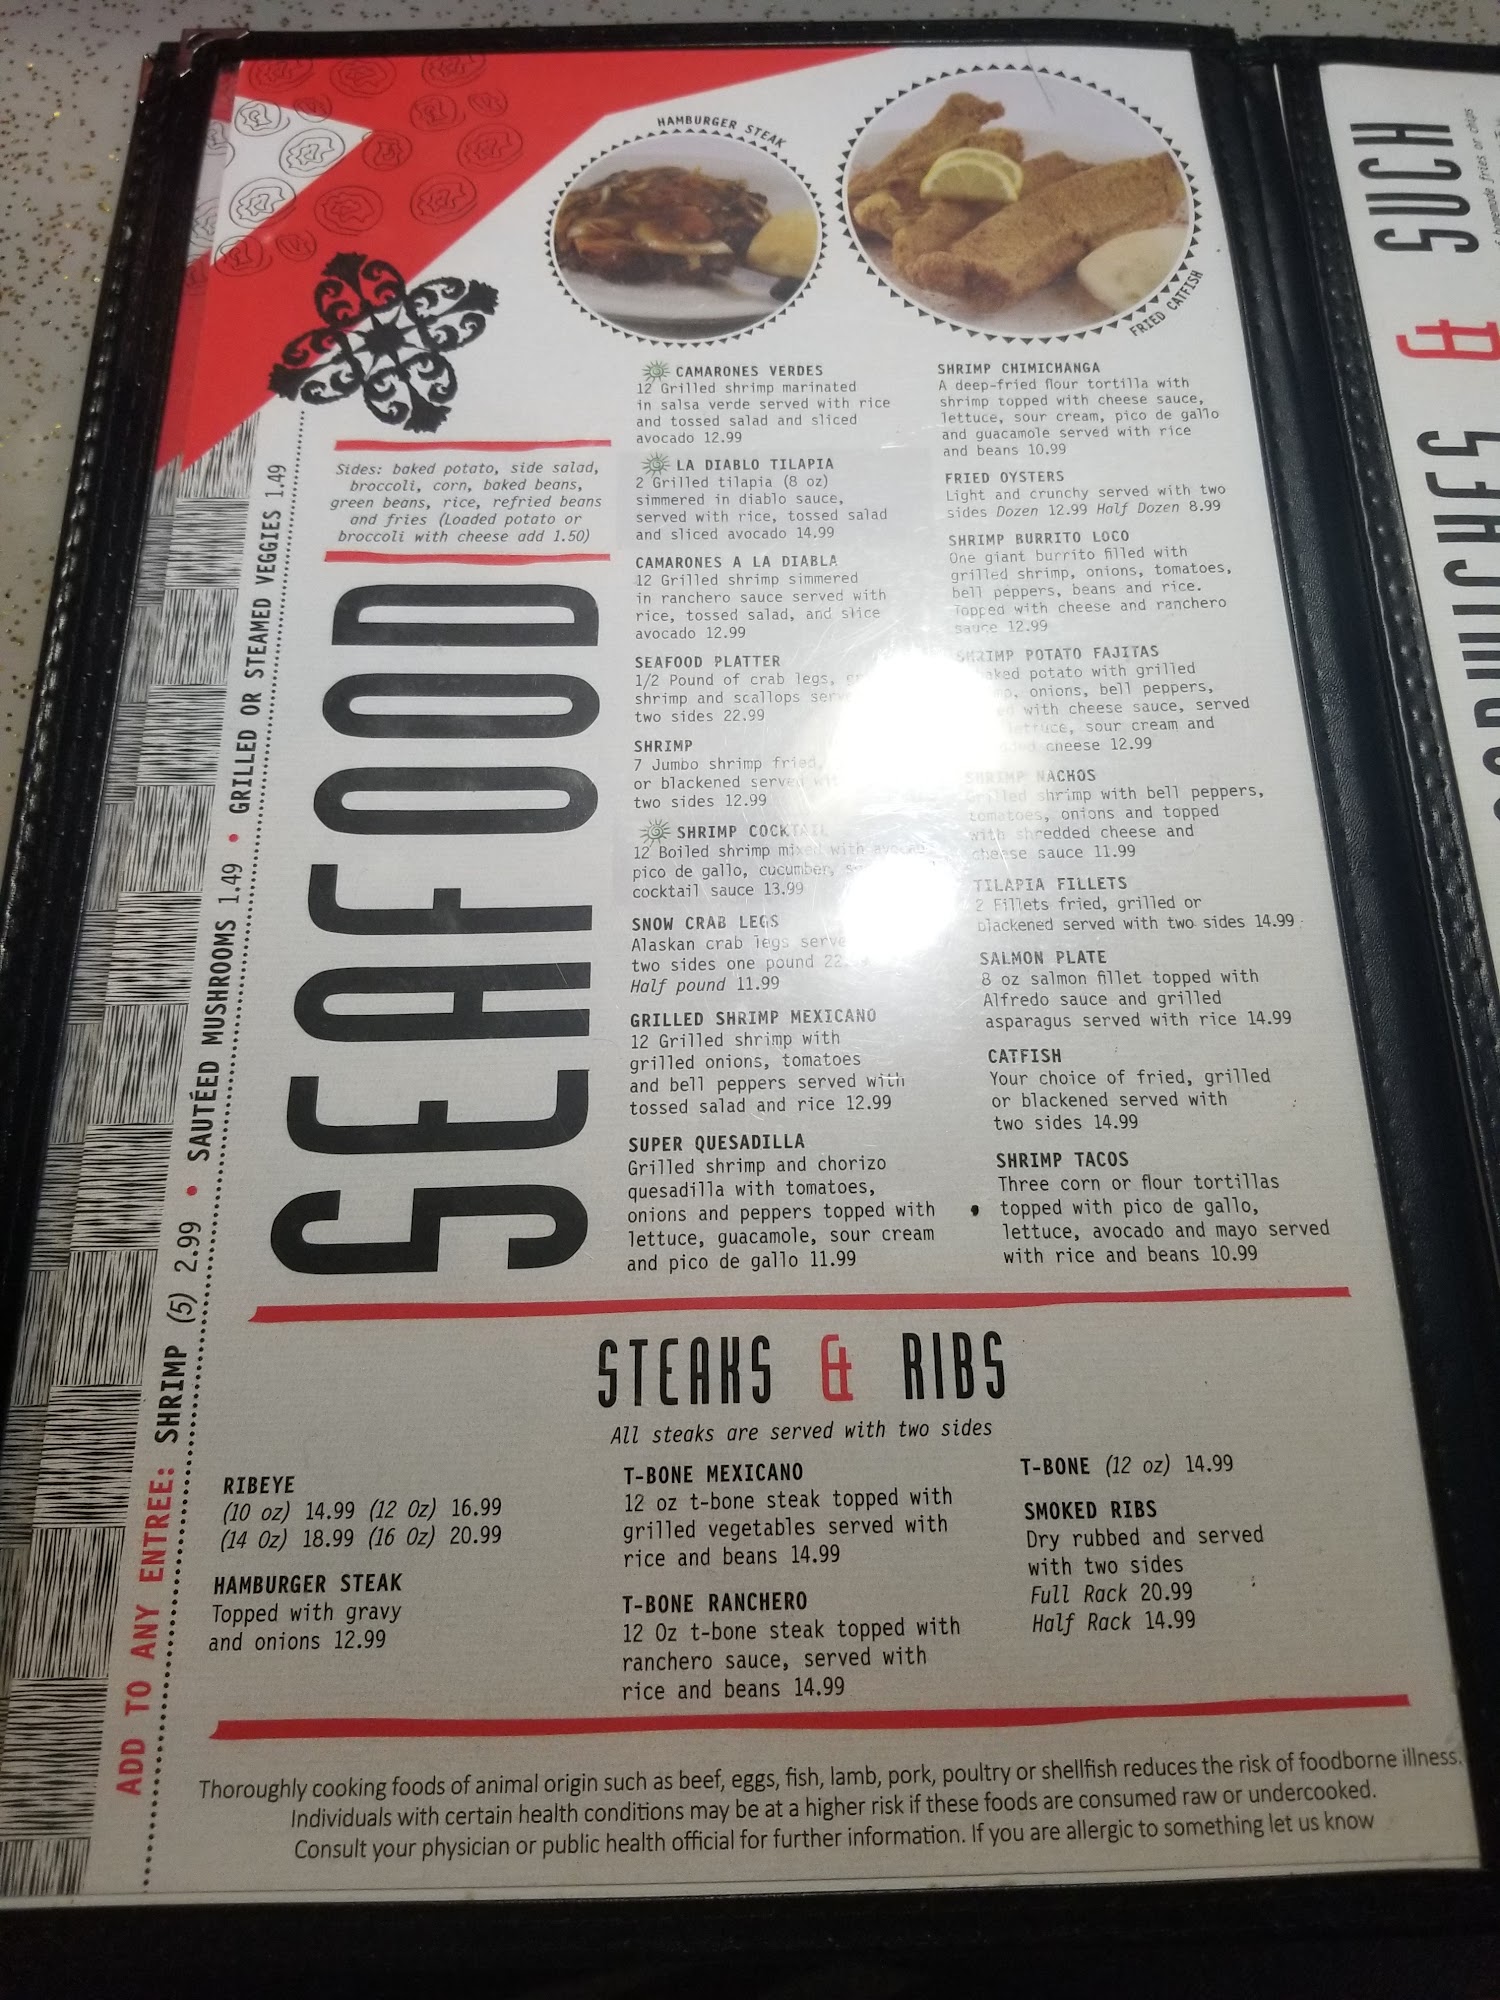 HAMBURGER STEAK
FRIED CATFISH
Sides: baked potato, side salad,
broccoli, corn, baked beans,
green beans, rice, refried beans
and fries (Loaded potato or
broccoli with cheese add 1.50)
SEAFOOD
ADD TO ANY ENTREE: SHRIMP (5) 2.99 • SAUTÉED MUSHROOMS 1.49 • GRILLED OR STEAMED VEGGIES 1.49
CAMARONES VERDES
12 Grilled shrimp marinated
in salsa verde served with rice
and tossed salad and sliced
avocado 12.99
LA DIABLO TILAPIA
2 Grilled tilapia (8 oz)
simmered in diablo sauce,
served with rice, tossed salad
and sliced avocado 14.99
CAMARONES A LA DIABLA
12 Grilled shrimp simmered
in ranchero sauce served with
rice, tossed salad, and slice
avocado 12.99
SEAFOOD PLATTER
1/2 Pound of crab legs,
shrimp and scallops
two sides 22.99
SHRIMP
7 Jumbo shrimp fried,
or blackened served
two sides 12.99
SHRIMP COCKTAIL
12 Boiled shrimp mixed with
pico de gallo, cucumber,
cocktail sauce 13.99
SNOW CRAB LEGS
Alaskan crab legs
two sides one pound
Half pound 11.99
GRILLED SHRIMP MEXICANO
12 Grilled shrimp with
grilled onions, tomatoes
and bell peppers served with
tossed salad and rice 12.99
SUPER QUESADILLA
Grilled shrimp and chorizo
quesadilla with tomatoes,
onions and peppers topped with
lettuce, guacamole, sour cream
and pico de gallo 11.99
SHRIMP CHIMICHANGA
A deep-fried flour tortilla with
shrimp topped with cheese sauce,
lettuce, sour cream, pico de gallo
and guacamole served with rice
and beans 10.99
FRIED OYSTERS
Light and crunchy served with two
sides Dozen 12.99 Half Dozen 8.99
SHRIMP BURRITO LOCO
One giant burrito filled with
grilled shrimp, onions, tomatoes,
bell peppers, beans and rice.
Topped with cheese and ranchero
sauce 12.99
SHRIMP POTATO FAJITAS
baked potato with grilled
onions, bell peppers,
with cheese sauce, served
lettuce, sour cream and
cheese 12.99
SHRIMP NACHOS
Grilled shrimp with bell peppers,
tomatoes, onions and topped
with shredded cheese and
cheese sauce 11.99
TILAPIA FILLETS
2 Fillets fried, grilled or
blackened served with two sides 14.99
SALMON PLATE
8 oz salmon fillet topped with
Alfredo sauce and grilled
asparagus served with rice 14.99
CATFISH
Your choice of fried, grilled
or blackened served with
two sides 14.99
SHRIMP TACOS
Three corn or flour tortillas
topped with pico de gallo,
lettuce, avocado and mayo served
with rice and beans 10.99
STEAKS & RIBS
All steaks are served with two sides
RIBEYE
(10 oz) 14.99 (12 Oz) 16.99
(14 Oz) 18.99 (16 Oz) 20.99
HAMBURGER STEAK
Topped with gravy
and onions 12.99
T-BONE MEXICANO
12 oz t-bone steak topped with
grilled vegetables served with
rice and beans 14.99
T-BONE RANCHERO
12 Oz t-bone steak topped with
ranchero sauce, served with
rice and beans 14.99
T-BONE (12 oz) 14.99
SMOKED RIBS
Dry rubbed and served
with two sides
Full Rack 20.99
Half Rack 14.99
Thoroughly cooking foods of animal origin such as beef, eggs, fish, lamb, pork, poultry or shellfish reduces the risk of foodborne illness.
Individuals with certain health conditions may be at a higher risk if these foods are consumed raw or undercooked.
Consult your physician or public health official for further information. If you are allergic to something let us know
& SUCH
homemade fries or chips